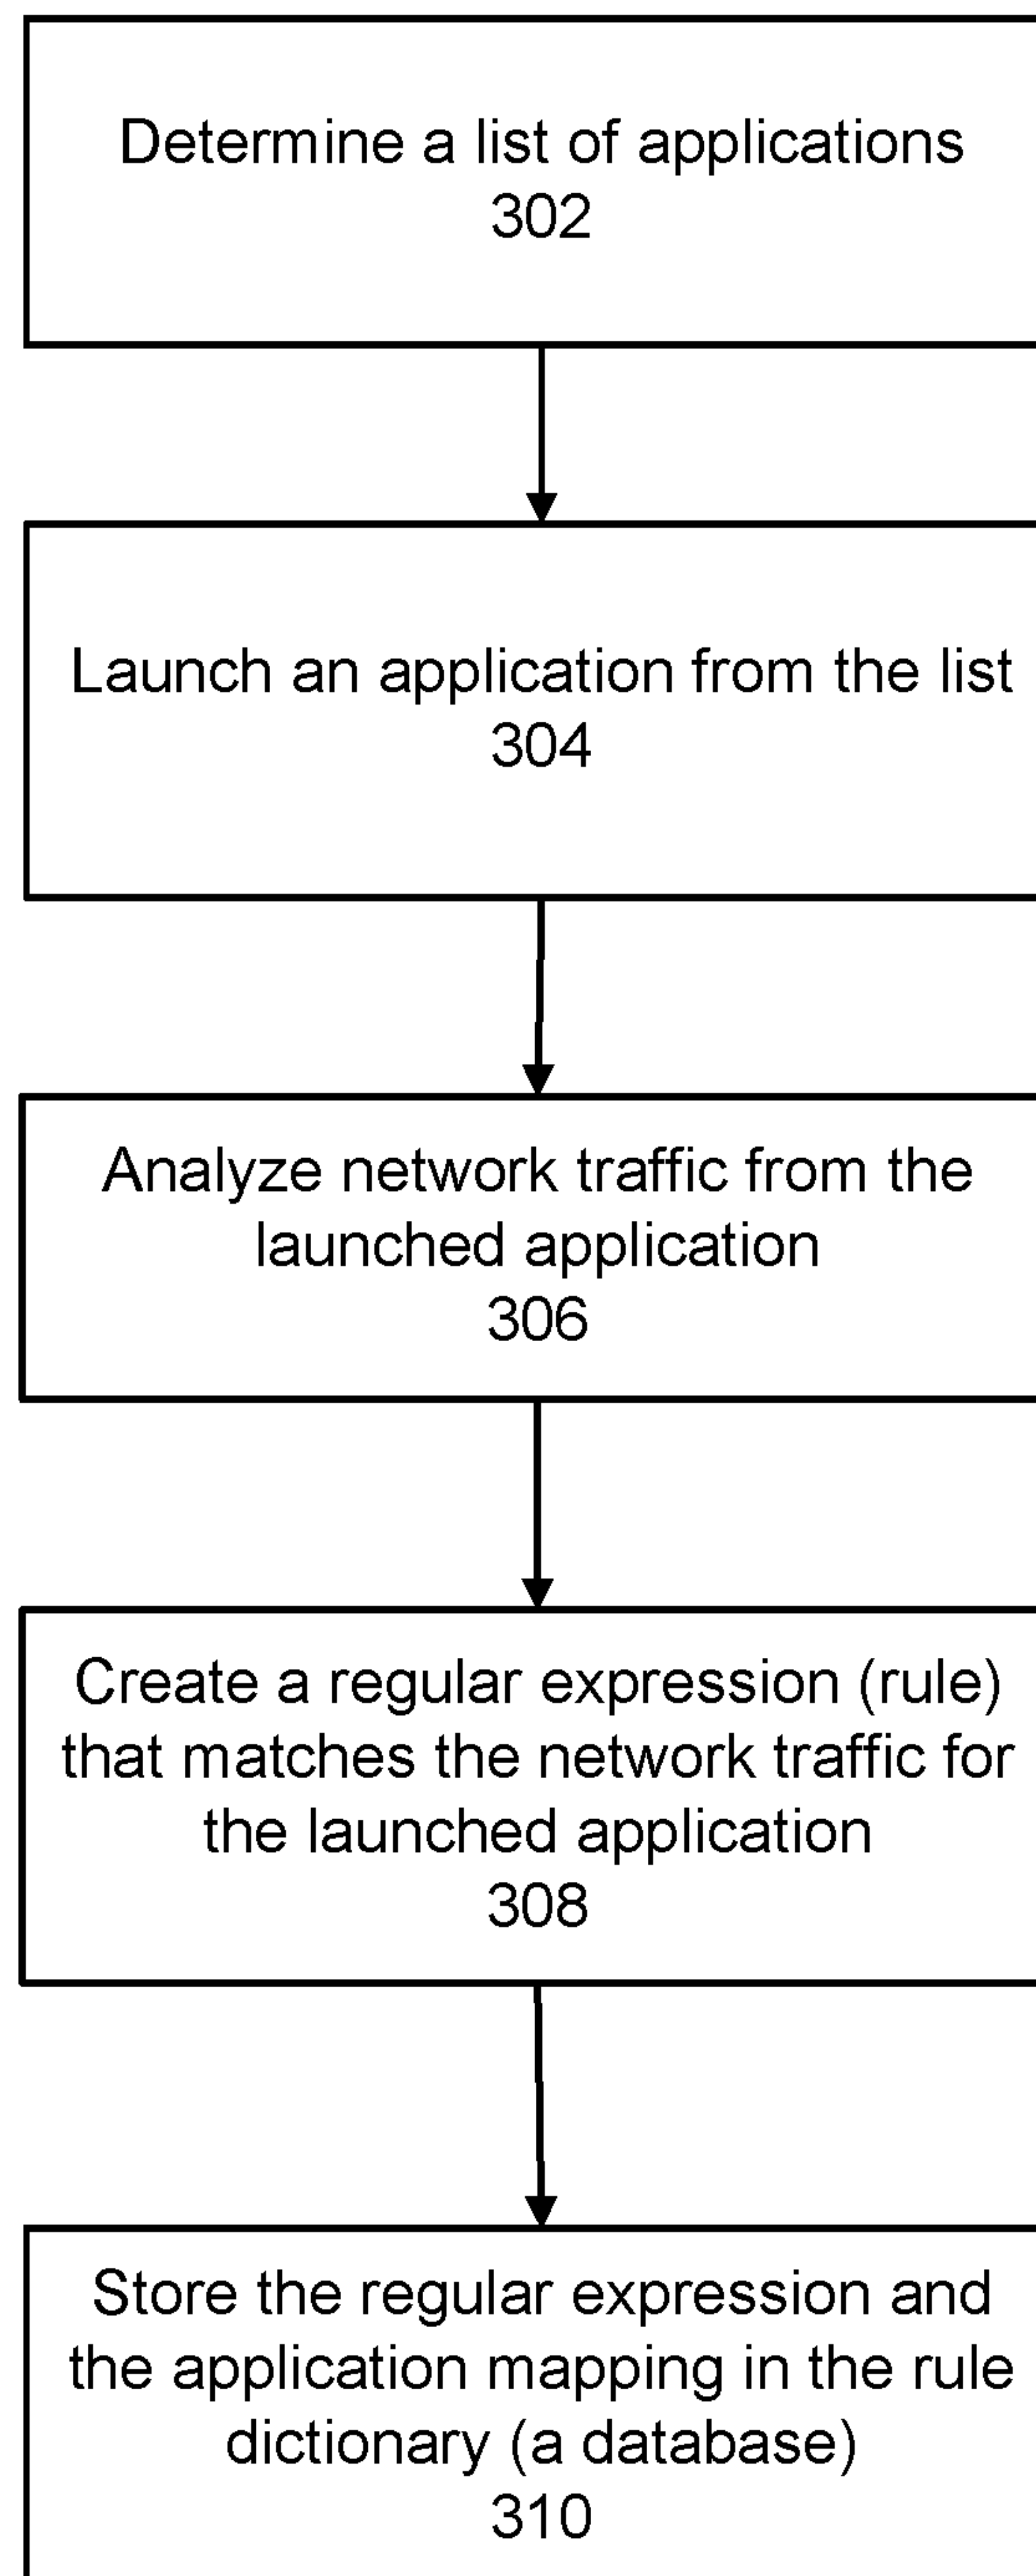 Determine a list of applications
302
Launch an application from the list
304
Analyze network traffic from the
launched application
306
Create a regular expression (rule)
that matches the network traffic for
the launched application
308
Store the regular expression and
the application mapping in the rule
dictionary (a database)
310